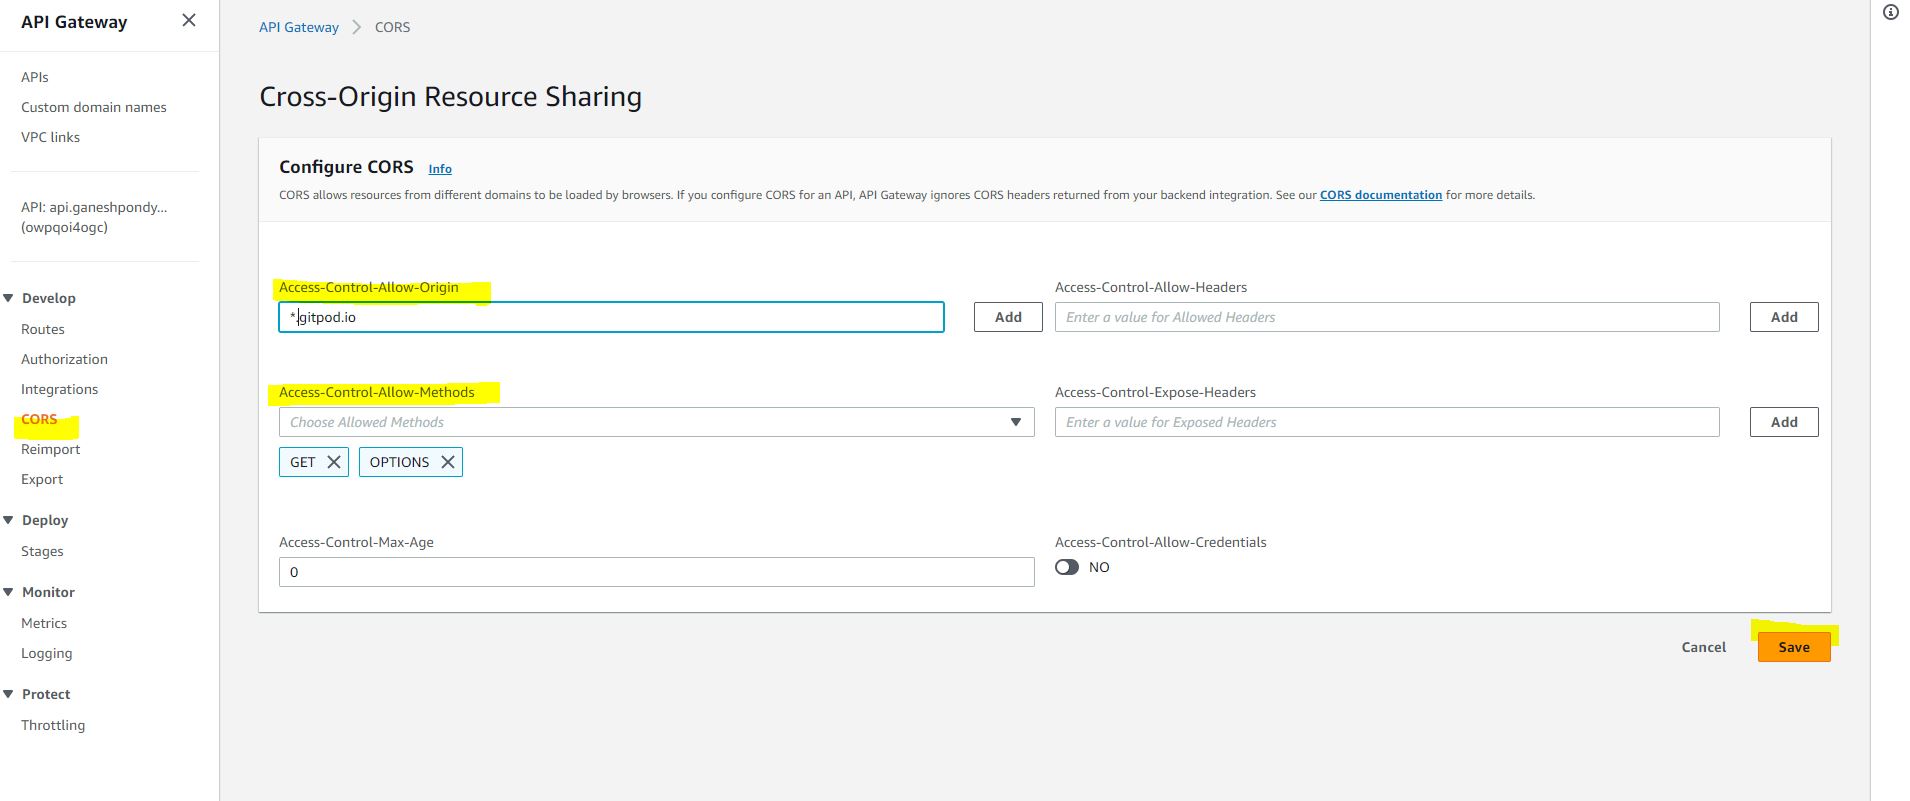 API Gateway
APIs
Custom domain names
VPC links
API: api.ganeshpondy...
(owpqoi4ogc)
Develop
Routes
Authorization
Integrations
CORS
Reimport
Export
Deploy
Stages
Monitor
Metrics
Logging
Protect
Throttling
API Gateway > CORS
Cross-Origin Resource Sharing
Configure CORS Info
CORS allows resources from different domains to be loaded by browsers. If you configure CORS for an API, API Gateway ignores CORS headers returned from your backend integration. See our CORS documentation for more details.
Access-Control-Allow-Origin
*.gitpod.io
Add
Access-Control-Allow-Headers
Enter a value for Allowed Headers
Add
Access-Control-Allow-Methods
Choose Allowed Methods
GET OPTIONS
Access-Control-Expose-Headers
Enter a value for Exposed Headers
Add
Access-Control-Max-Age
0
Access-Control-Allow-Credentials
NO
Cancel Save